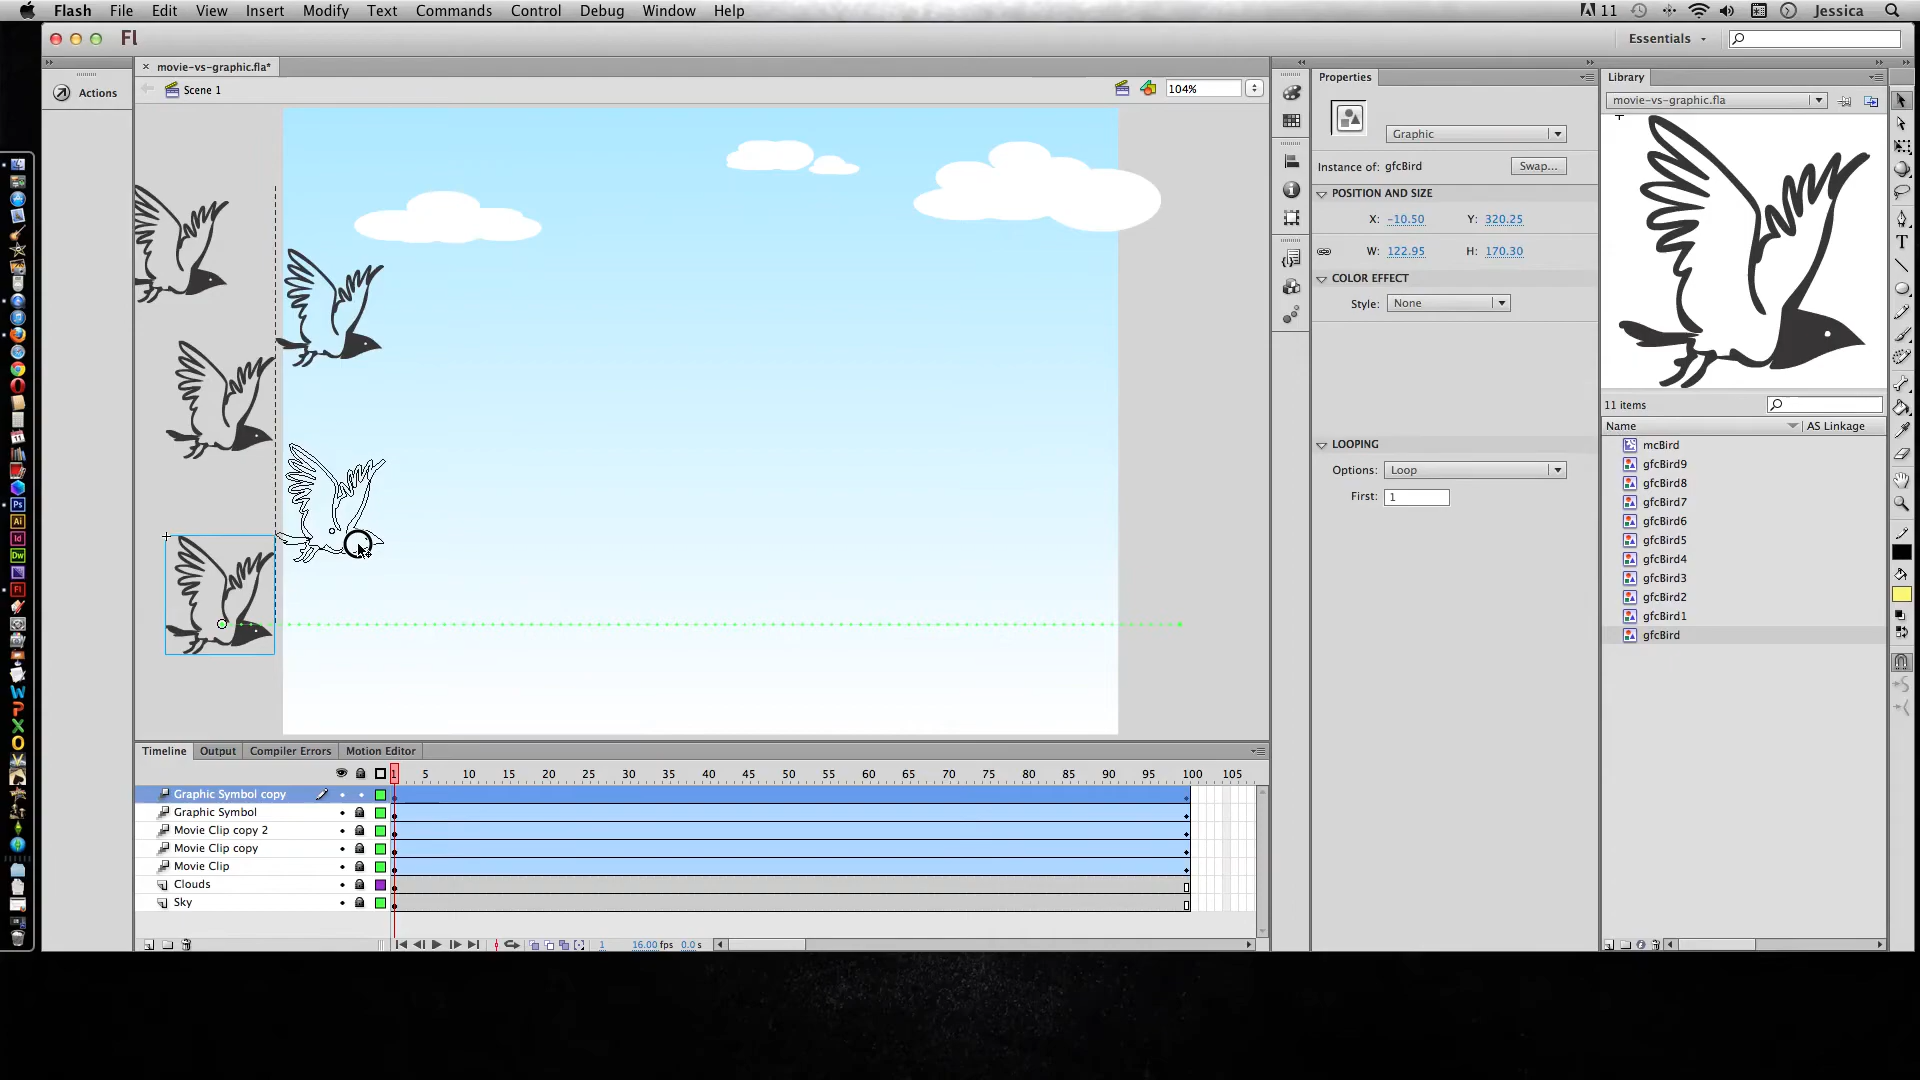 Flash File Edit View Insert Modify Text Commands Control Debug Window Help
11 Jessica
Fl
Essentials
movie-vs-graphic.fla*
Actions
Scene 1
104%
Properties
Graphic
Instance of: gfcBird
Swap...
POSITION AND SIZE
X: -10.50 Y: 320.25
W: 122.95 H: 170.30
COLOR EFFECT
Style: None
LOOPING
Options: Loop
First: 1
Library
movie-vs-graphic.fla
11 items
Name AS Linkage
mcBird
gfcBird9
gfcBird8
gfcBird7
gfcBird6
gfcBird5
gfcBird4
gfcBird3
gfcBird2
gfcBird1
gfcBird
Timeline Output Compiler Errors Motion Editor
1 5 10 15 20 25 30 35 40 45 50 55 60 65 70 75 80 85 90 95 100 105
Graphic Symbol copy
Graphic Symbol
Movie Clip copy 2
Movie Clip copy
Movie Clip
Clouds
Sky
1 16.00 fps 0.0 s
Ps
Ai
Id
Dw
Fl
W
P
X
O
T